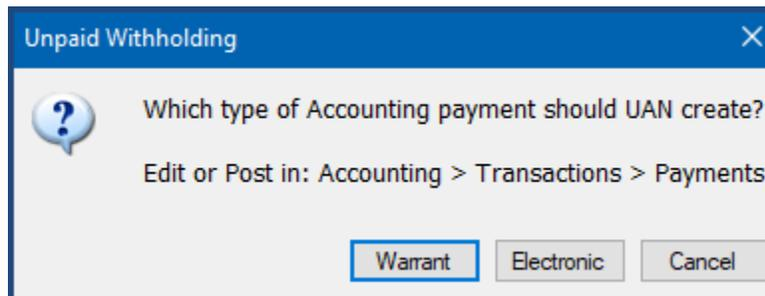 Unpaid Withholding
Which type of Accounting payment should UAN create?
Edit or Post in: Accounting > Transactions > Payments
Warrant Electronic Cancel